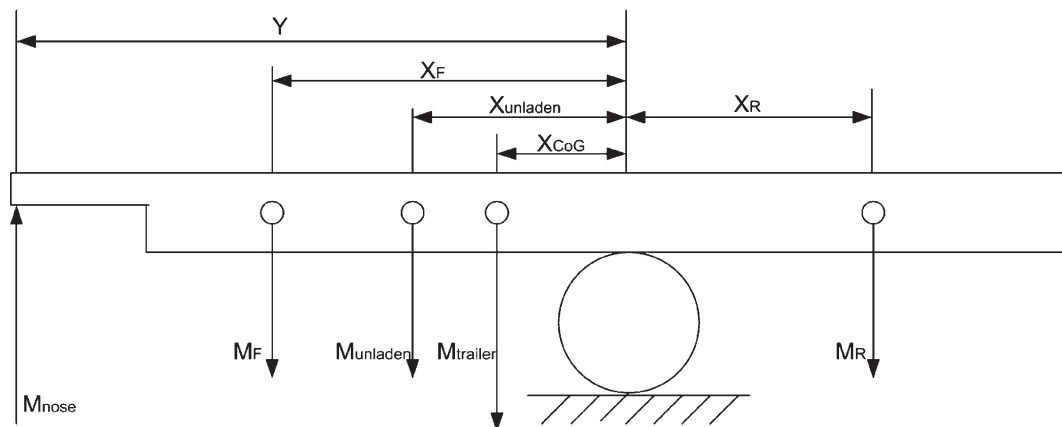 Y
XF
Xunladen
XR
XCoG
MF
Munladen
Mtrailer
MR
Mnose